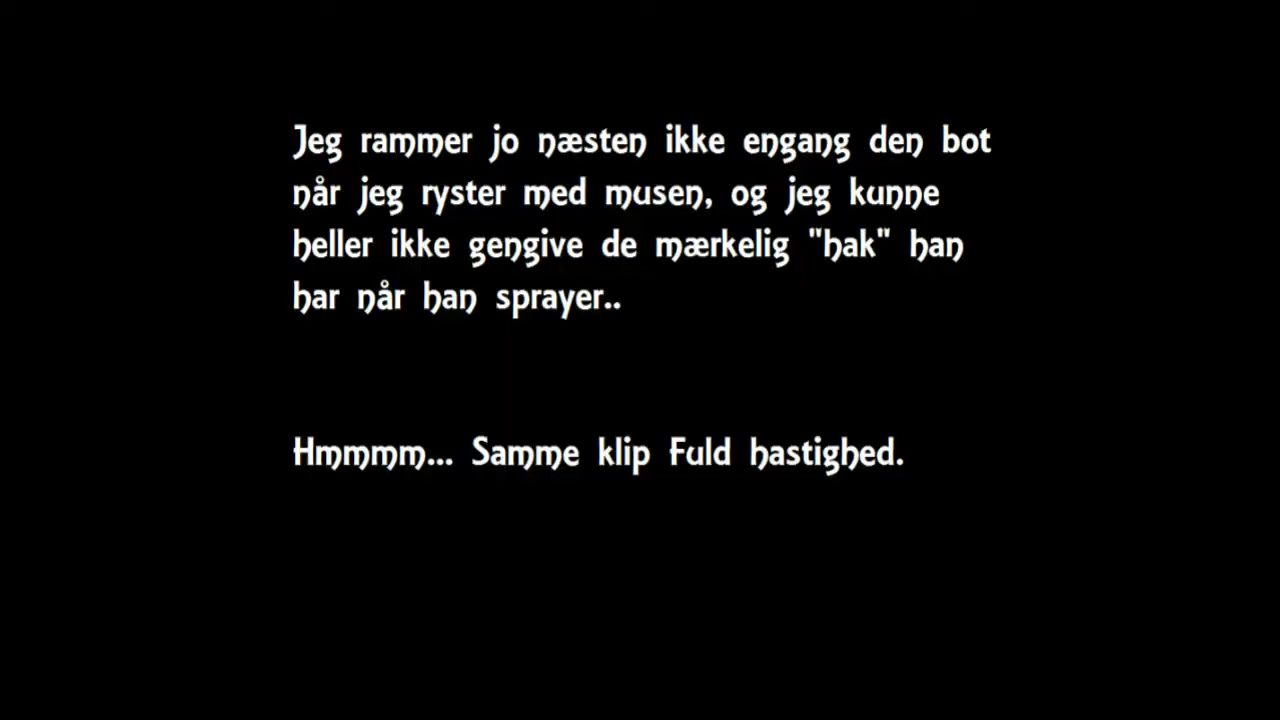 Jeg rammer jo næsten ikke engang den bot
når jeg ryster med musen, og jeg kunne
heller ikke gengive de mærkelig "hak" han
har når han sprayer..
Hmmmm... Samme klip Fuld hastighed.